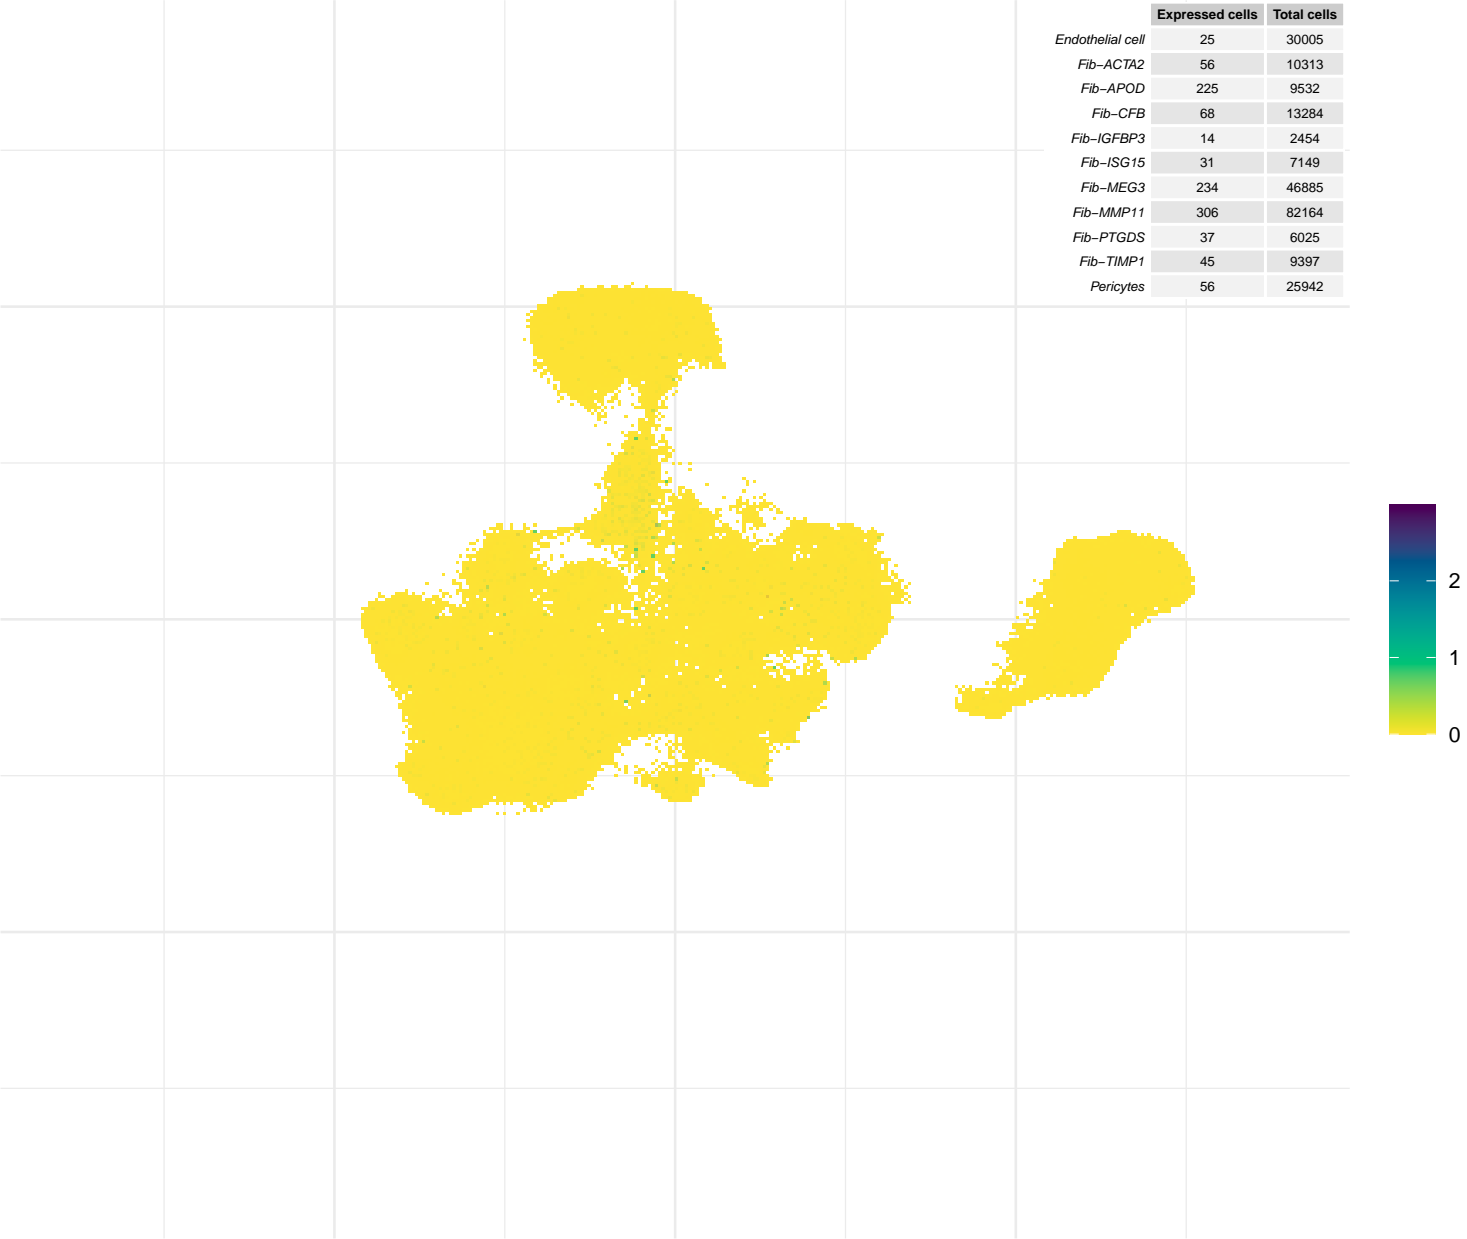 Expressed cells Total cells
Endothelial cell 25 30005
Fib−ACTA2 56 10313
Fib−APOD 225 9532
Fib−CFB 68 13284
Fib−IGFBP3 14 2454
Fib−ISG15 31 7149
Fib−MEG3 234 46885
Fib−MMP11 306 82164
Fib−PTGDS 37 6025
Fib−TIMP1 45 9397
Pericytes 56 25942
2
1
0